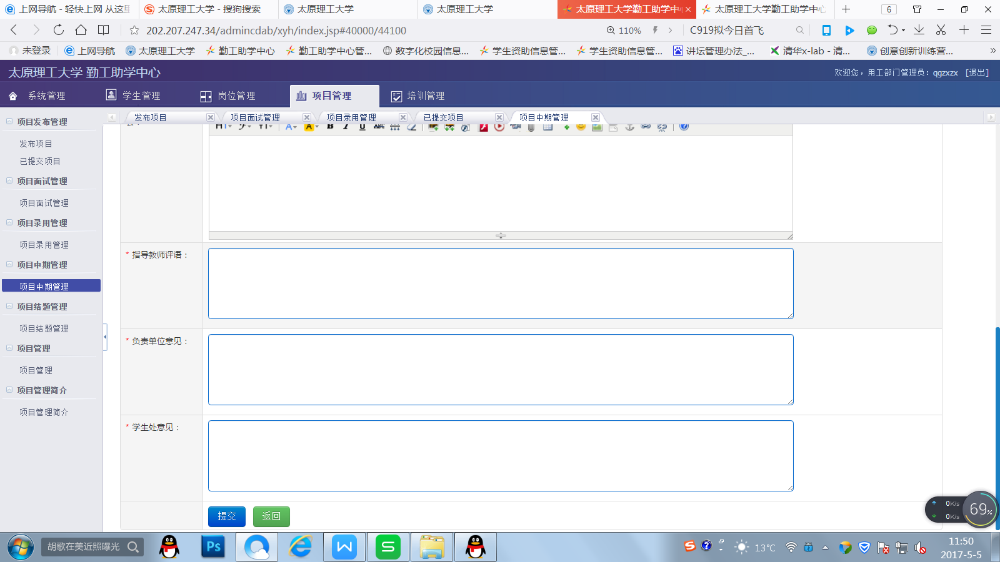 上网导航 - 轻快上网 从这里
太原理工大学 - 搜狗搜索
太原理工大学
太原理工大学
太原理工大学勤工助学中心
太原理工大学勤工助学中心
6
202.207.247.34/admincdab/xyh/index.jsp#40000/44100
110%
C919拟今日首飞
未登录
上网导航
太原理工大学
勤工助学中心
勤工助学中心管...
数字化校园信息...
学生资助信息管...
学生资助信息管...
讲坛管理办法_...
清华x-lab - 清...
创意创新训练营...
太原理工大学 勤工助学中心
欢迎您，用工部门管理员：qgzxzx [退出]
系统管理
学生管理
岗位管理
项目管理
培训管理
发布项目
项目面试管理
项目录用管理
已提交项目
项目中期管理
项目发布管理
发布项目
已提交项目
项目面试管理
项目面试管理
项目录用管理
项目录用管理
项目中期管理
项目中期管理
项目结题管理
项目结题管理
项目管理
项目管理
项目管理简介
项目管理简介
* 指导教师评语：
* 负责单位意见：
* 学生处意见：
提交
返回
0K/s
0K/s
69%
胡歌在美近照曝光
Ps
13℃
11:50
2017-5-5